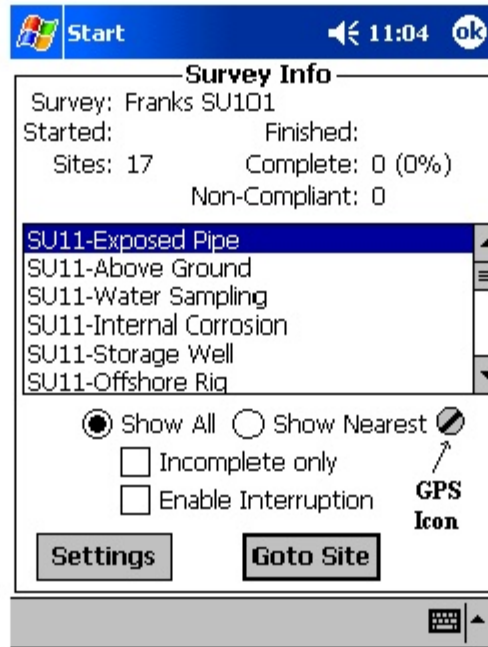 Start 11:04 ok
Survey Info
Survey: Franks SU101
Started: Finished:
Sites: 17 Complete: 0 (0%)
Non-Compliant: 0
SU11-Exposed Pipe
SU11-Above Ground
SU11-Water Sampling
SU11-Internal Corrosion
SU11-Storage Well
SU11-Offshore Rig
Show All Show Nearest
Incomplete only
Enable Interruption
GPS
Icon
Settings Goto Site